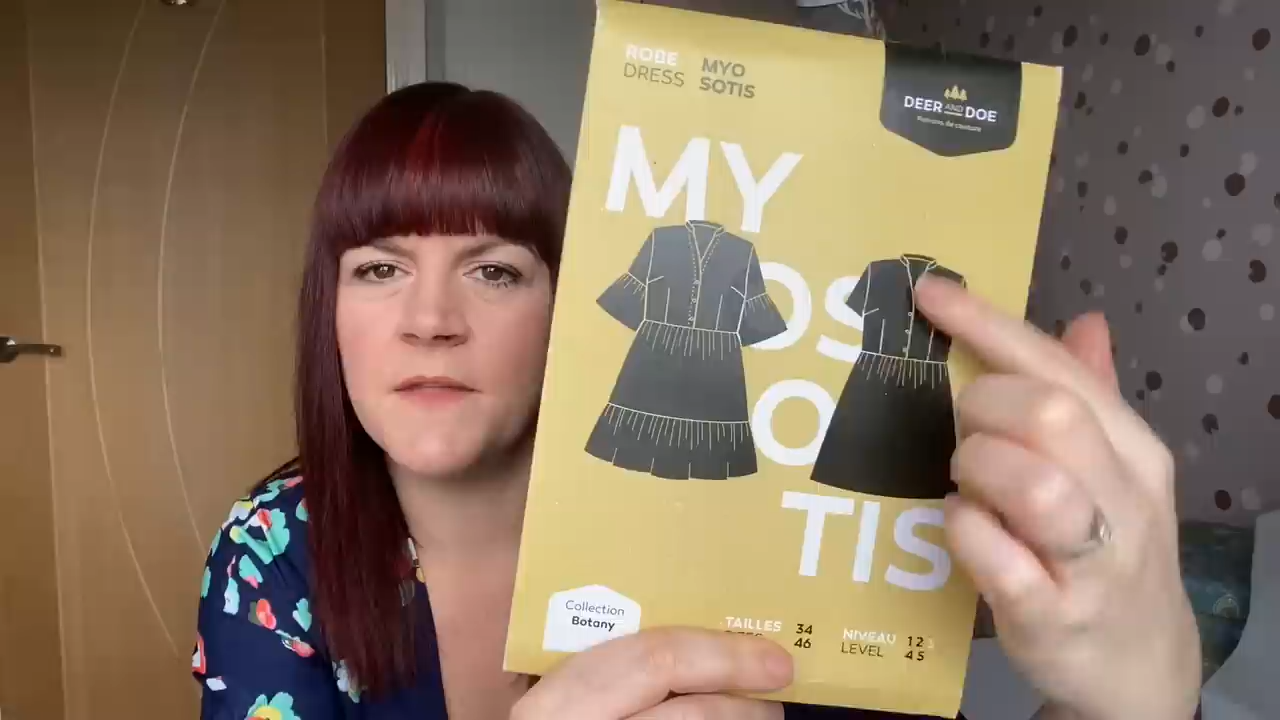 ROBE
DRESS
MYO
SOTIS
DEER AND DOE
MY
OS
O
TIS
Collection
Botany
TAILLES
34
46
NIVEAU
LEVEL
1 2 3
4 5